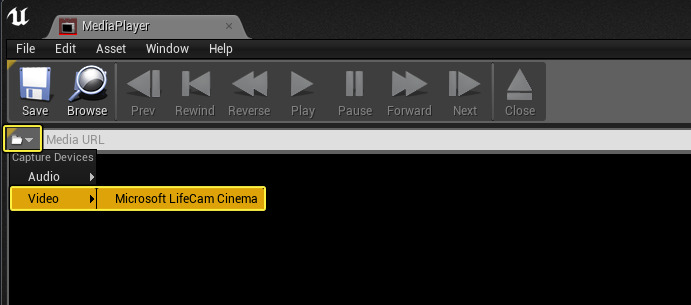 MediaPlayer
File Edit Asset Window Help
Save Browse Prev Rewind Reverse Play Pause Forward Next Close
Media URL
Capture Devices
Audio
Video Microsoft LifeCam Cinema